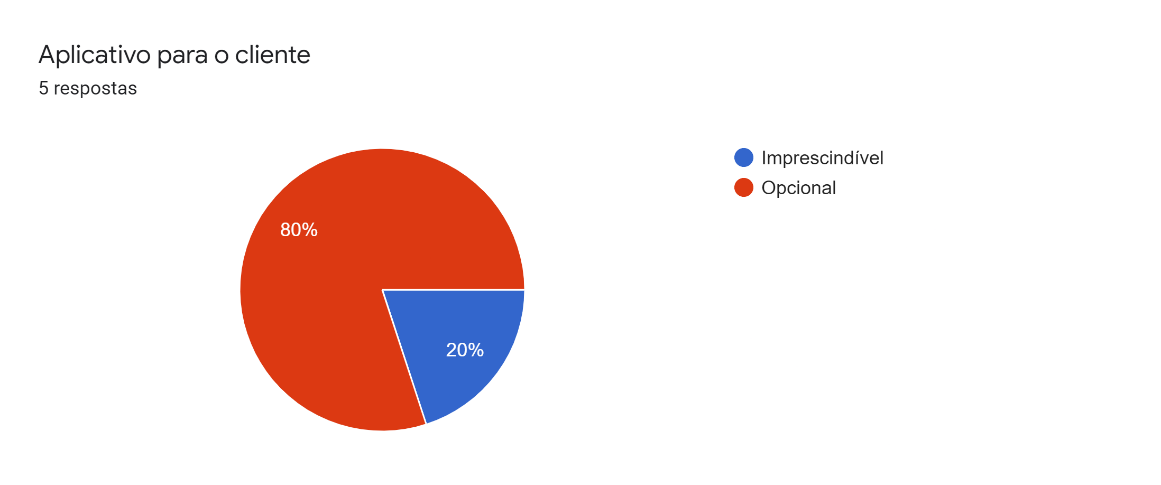 Aplicativo para o cliente
5 respostas
Imprescindível
Opcional
80%
20%